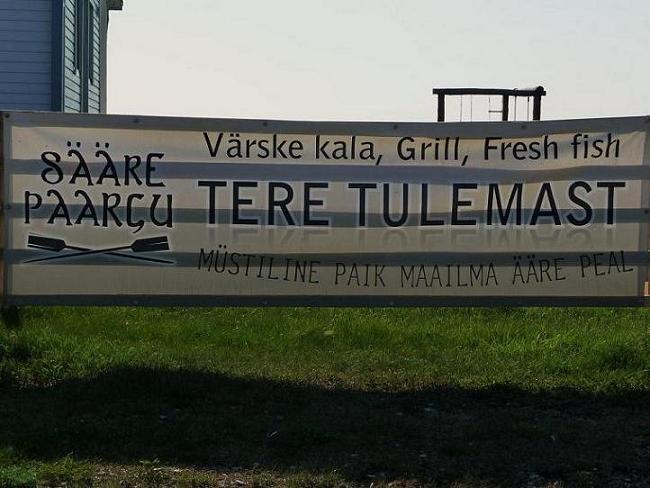 SÄÄRE
PAARGU
Värske kala, Grill, Fresh fish
TERE TULEMAST
MÜSTILINE PAIK MAAILMA ÄÄRE PEAL